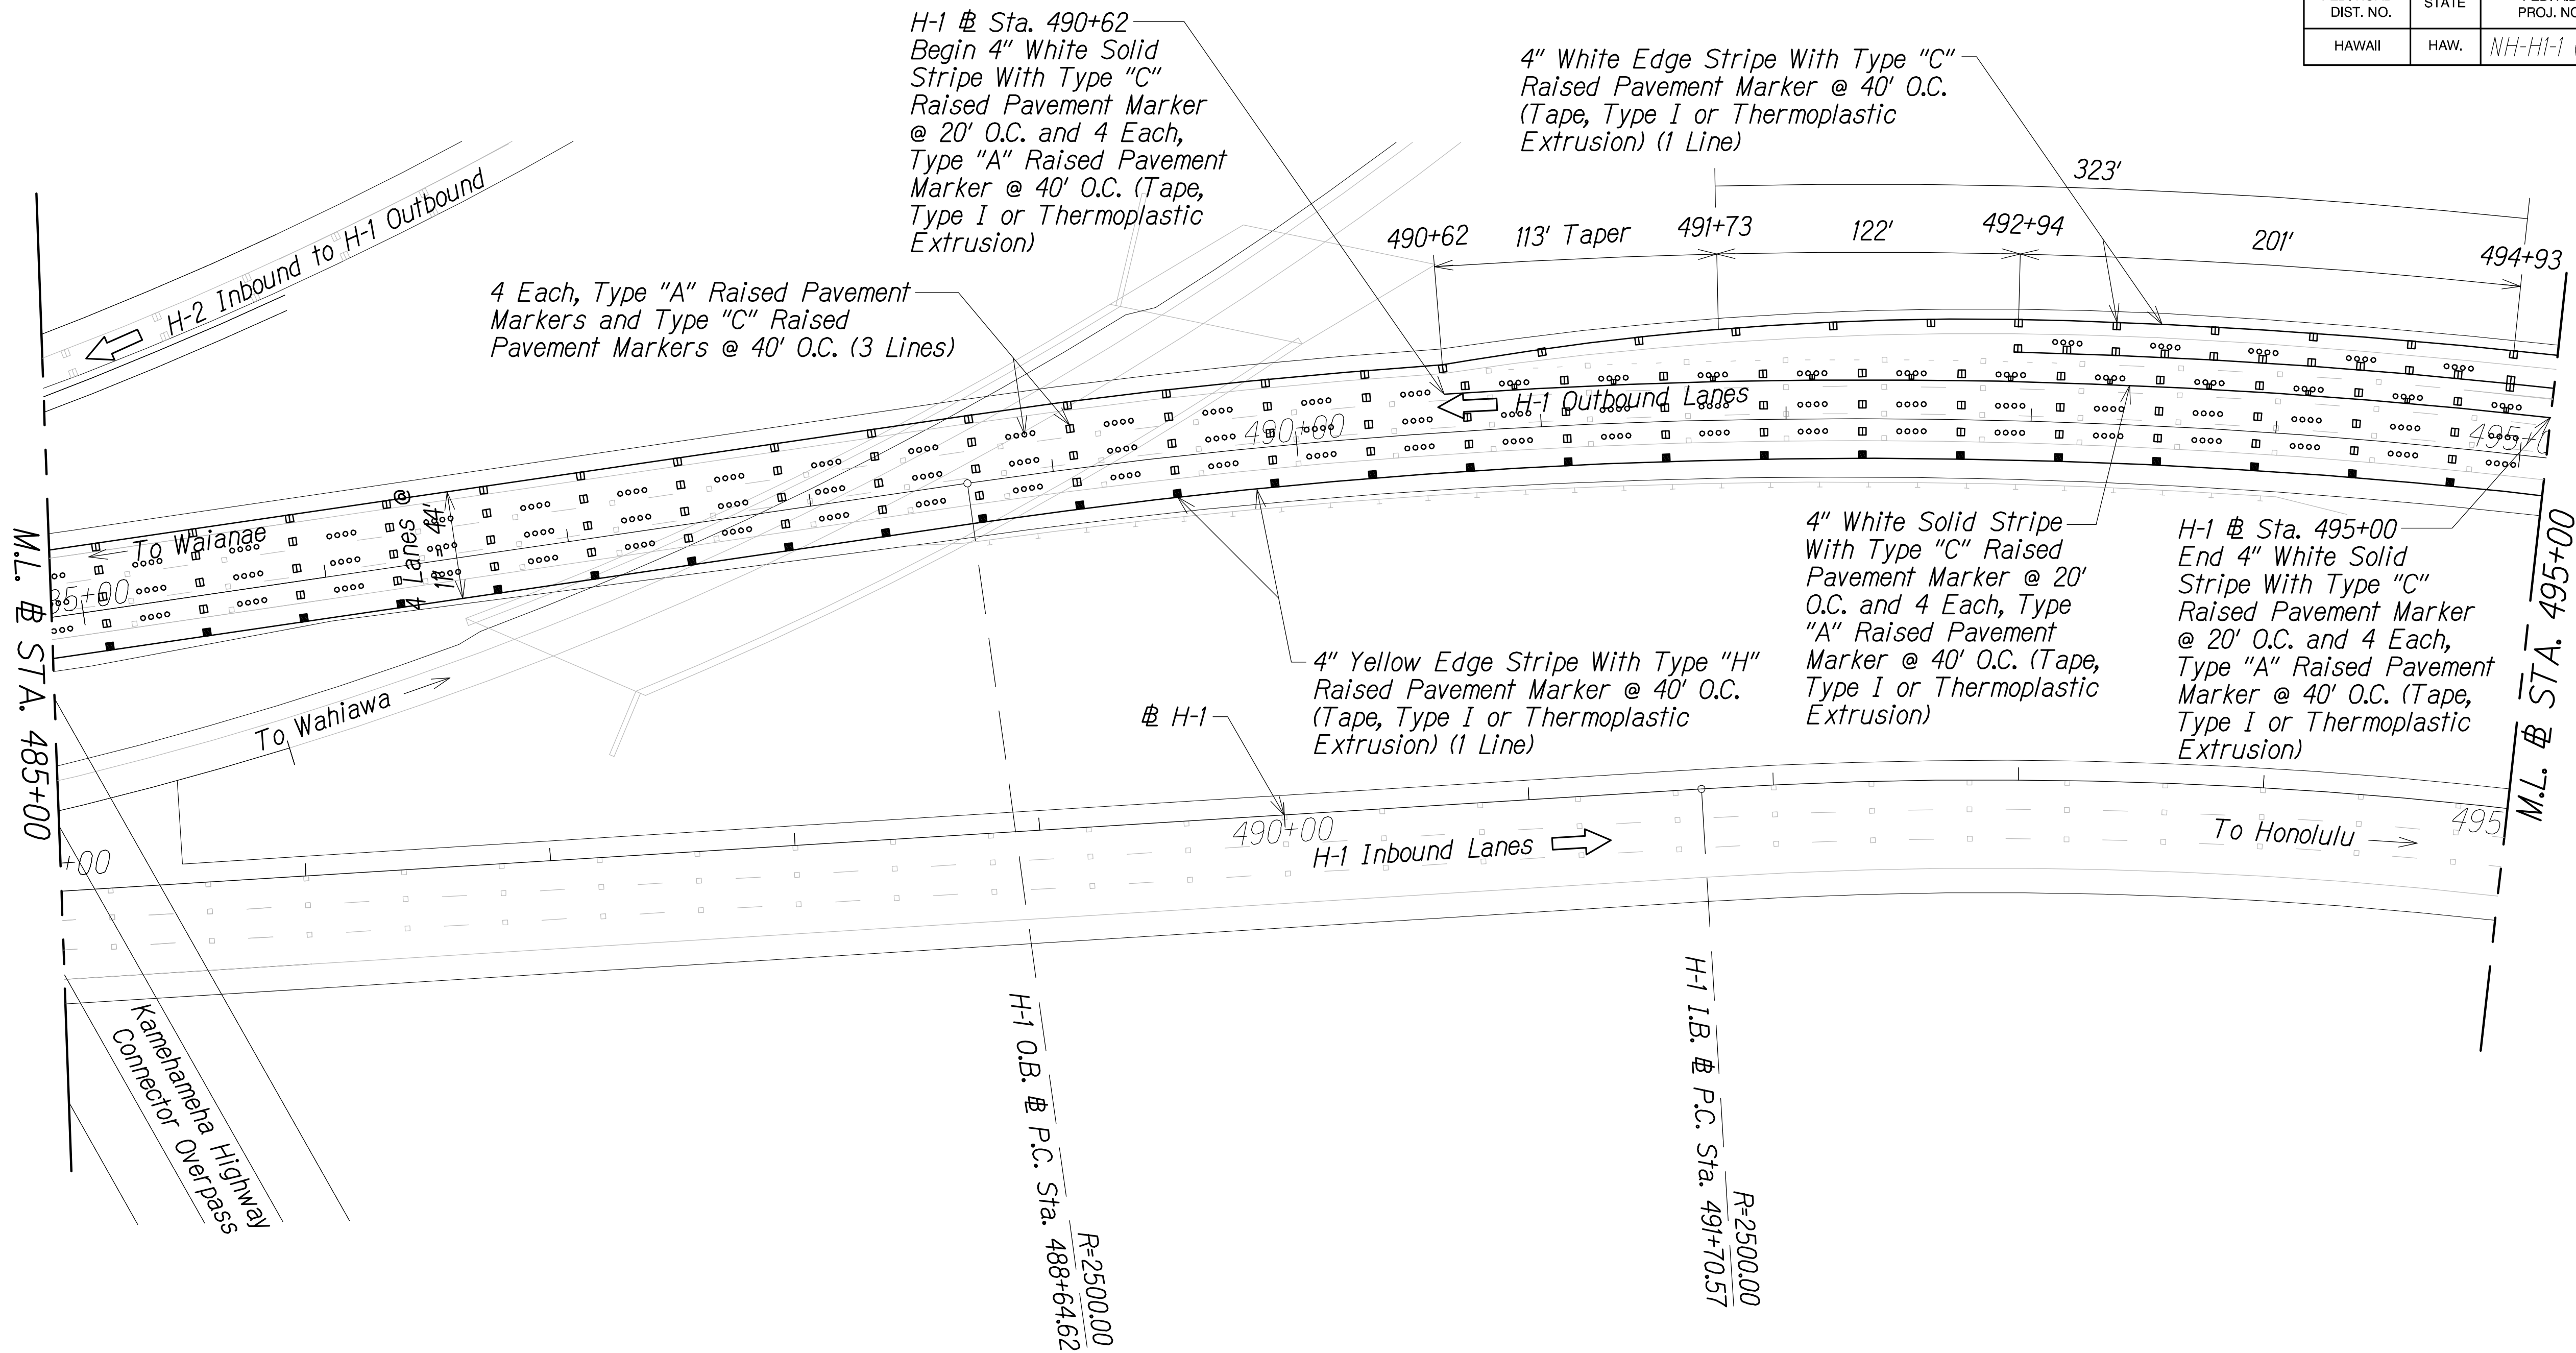 DIST. NO.
STATE
PROJ. NO
HAWAII
HAW.
NH-H1-1
H-1 ⅊ Sta. 490+62
Begin 4" White Solid
Stripe With Type "C"
Raised Pavement Marker
@ 20' O.C. and 4 Each,
Type "A" Raised Pavement
Marker @ 40' O.C. (Tape,
Type I or Thermoplastic
Extrusion)
4" White Edge Stripe With Type "C"
Raised Pavement Marker @ 40' O.C.
(Tape, Type I or Thermoplastic
Extrusion) (1 Line)
323'
490+62
113' Taper
491+73
122'
492+94
201'
494+93
H-2 Inbound to H-1 Outbound
4 Each, Type "A" Raised Pavement
Markers and Type "C" Raised
Pavement Markers @ 40' O.C. (3 Lines)
H-1 Outbound Lanes
490+00
To Waianae
4 Lanes @
11' = 44'
35+00
M.L. ⅊ STA. 485+00
M.L. ⅊ STA. 495+00
To Wahiawa
4" Yellow Edge Stripe With Type "H"
Raised Pavement Marker @ 40' O.C.
(Tape, Type I or Thermoplastic
Extrusion) (1 Line)
4" White Solid Stripe
With Type "C" Raised
Pavement Marker @ 20'
O.C. and 4 Each, Type
"A" Raised Pavement
Marker @ 40' O.C. (Tape,
Type I or Thermoplastic
Extrusion)
H-1 ⅊ Sta. 495+00
End 4" White Solid
Stripe With Type "C"
Raised Pavement Marker
@ 20' O.C. and 4 Each,
Type "A" Raised Pavement
Marker @ 40' O.C. (Tape,
Type I or Thermoplastic
Extrusion)
⅊ H-1
+00
490+00
H-1 Inbound Lanes
To Honolulu
495
Kamehameha Highway
Connector Overpass
H-1 O.B. ⅊ P.C. Sta. 488+64.62
R=2500.00
H-1 I.B. ⅊ P.C. Sta. 491+70.57
R=2500.00